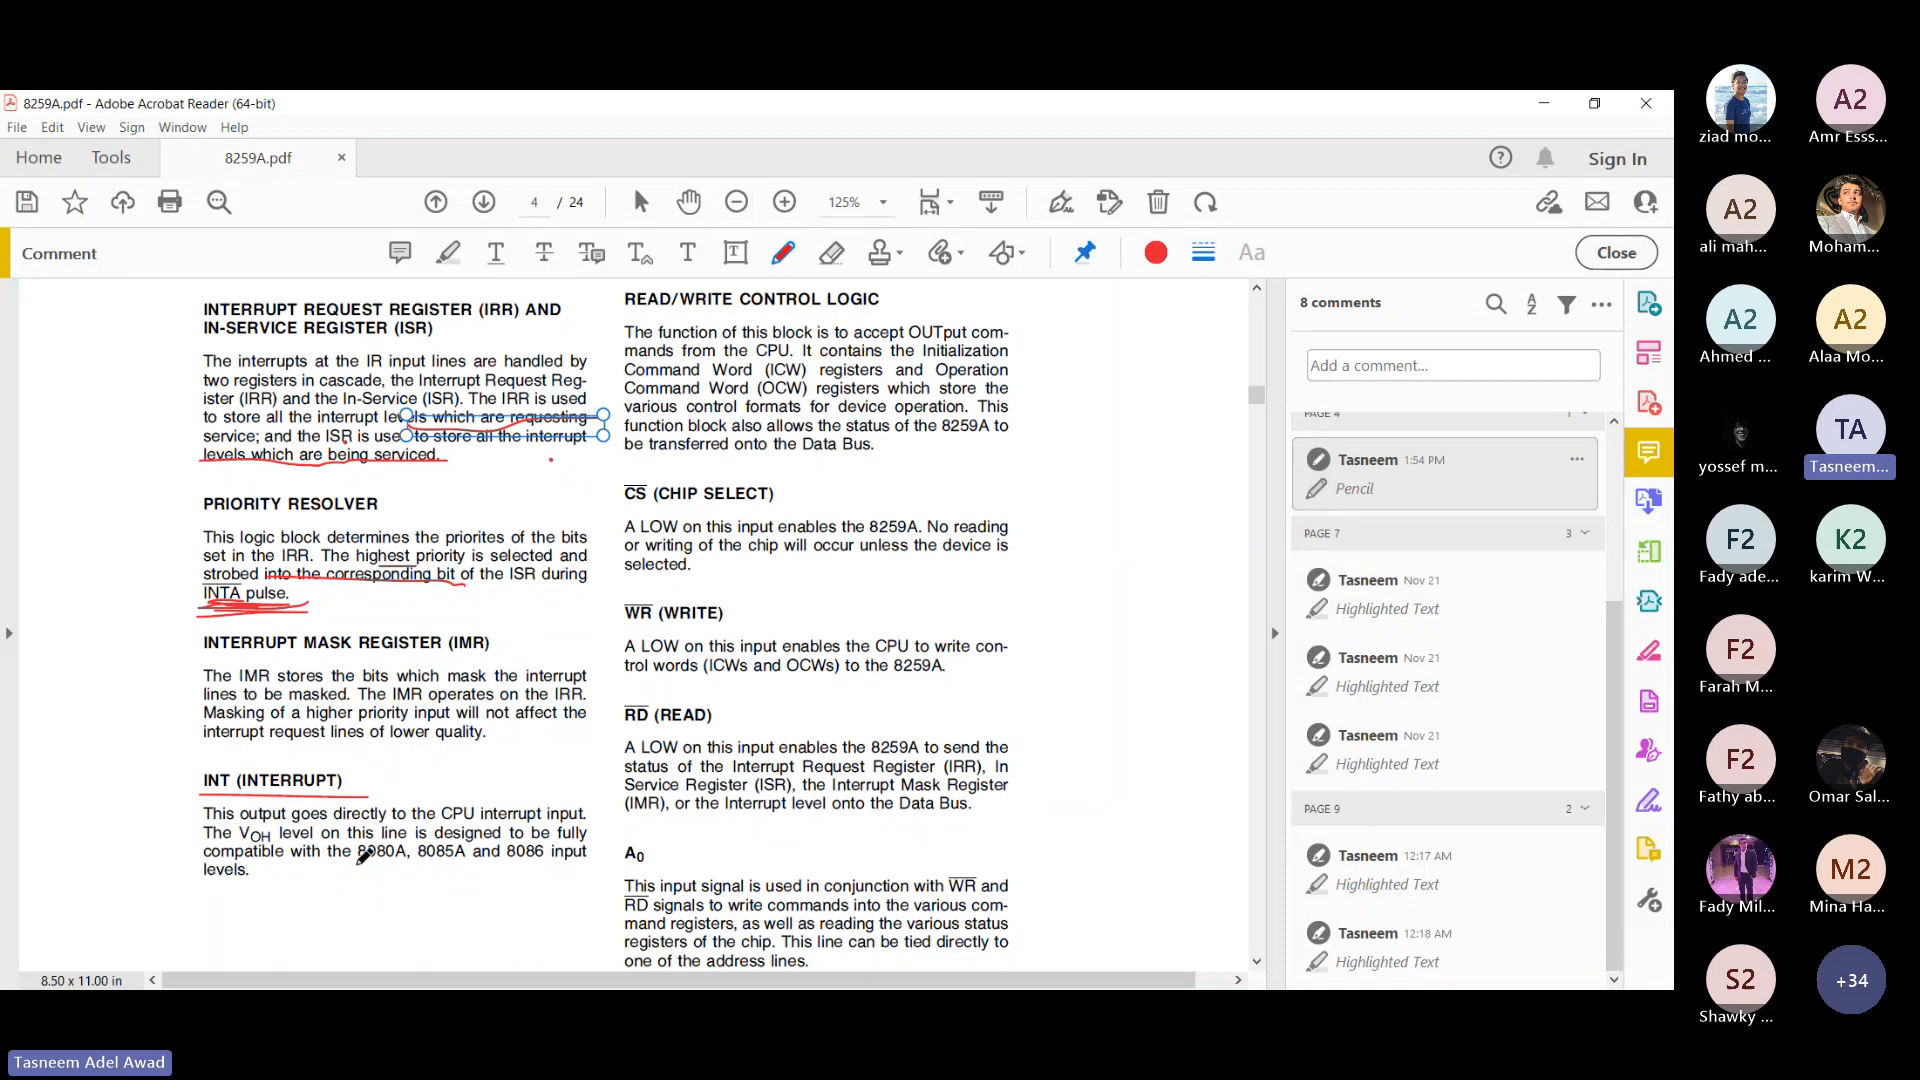 8259A.pdf - Adobe Acrobat Reader (64-bit)
File Edit View Sign Window Help
Home Tools 8259A.pdf Sign In
4 / 24 125%
Comment Close
INTERRUPT REQUEST REGISTER (IRR) AND
IN-SERVICE REGISTER (ISR)
The interrupts at the IR input lines are handled by
two registers in cascade, the Interrupt Request Reg-
ister (IRR) and the In-Service (ISR). The IRR is used
to store all the interrupt levels which are requesting
service; and the ISR is used to store all the interrupt
levels which are being serviced.
PRIORITY RESOLVER
This logic block determines the priorites of the bits
set in the IRR. The highest priority is selected and
strobed into the corresponding bit of the ISR during
INTA pulse.
INTERRUPT MASK REGISTER (IMR)
The IMR stores the bits which mask the interrupt
lines to be masked. The IMR operates on the IRR.
Masking of a higher priority input will not affect the
interrupt request lines of lower quality.
INT (INTERRUPT)
This output goes directly to the CPU interrupt input.
The VOH level on this line is designed to be fully
compatible with the 8080A, 8085A and 8086 input
levels.
READ/WRITE CONTROL LOGIC
The function of this block is to accept OUTput com-
mands from the CPU. It contains the Initialization
Command Word (ICW) registers and Operation
Command Word (OCW) registers which store the
various control formats for device operation. This
function block also allows the status of the 8259A to
be transferred onto the Data Bus.
CS (CHIP SELECT)
A LOW on this input enables the 8259A. No reading
or writing of the chip will occur unless the device is
selected.
WR (WRITE)
A LOW on this input enables the CPU to write con-
trol words (ICWs and OCWs) to the 8259A.
RD (READ)
A LOW on this input enables the 8259A to send the
status of the Interrupt Request Register (IRR), In
Service Register (ISR), the Interrupt Mask Register
(IMR), or the Interrupt level onto the Data Bus.
A0
This input signal is used in conjunction with WR and
RD signals to write commands into the various com-
mand registers, as well as reading the various status
registers of the chip. This line can be tied directly to
one of the address lines.
8.50 x 11.00 in
8 comments
Add a comment...
PAGE 4 1
Tasneem 1:54 PM
Pencil
PAGE 7 3
Tasneem Nov 21
Highlighted Text
Tasneem Nov 21
Highlighted Text
Tasneem Nov 21
Highlighted Text
PAGE 9 2
Tasneem 12:17 AM
Highlighted Text
Tasneem 12:18 AM
Highlighted Text
A2
ziad mo... Amr Esss...
A2
ali mah... Moham...
A2 A2
Ahmed ... Alaa Mo...
TA
yossef m... Tasneem...
F2 K2
Fady ade... karim W...
F2
Farah M...
F2
Fathy ab... Omar Sal...
M2
Fady Mil... Mina Ha...
S2 +34
Shawky ...
Tasneem Adel Awad